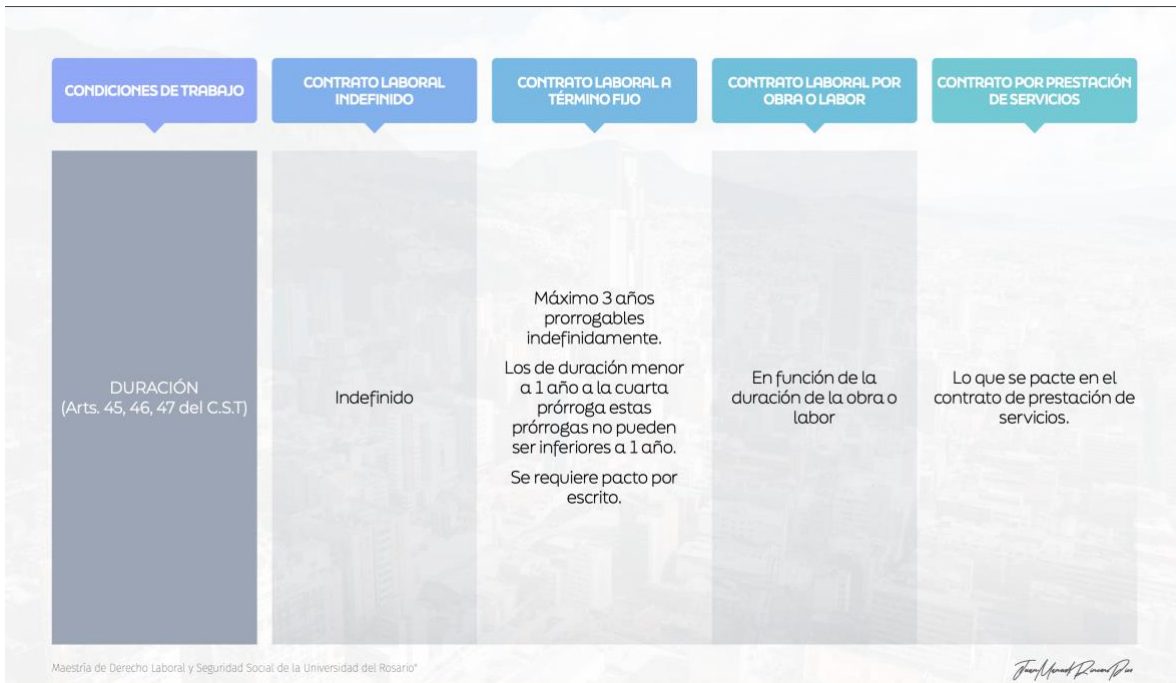 CONDICIONES DE TRABAJO
CONTRATO LABORAL
INDEFINIDO
CONTRATO LABORAL A
TÉRMINO FIJO
CONTRATO LABORAL POR
OBRA O LABOR
CONTRATO POR PRESTACIÓN
DE SERVICIOS
DURACIÓN
(Arts. 45, 46, 47 del C.S.T)
Indefinido
Máximo 3 años
prorrogables
indefinidamente.
Los de duración menor
a 1 año a la cuarta
prórroga estas
prórrogas no pueden
ser inferiores a 1 año.
Se requiere pacto por
escrito.
En función de la
duración de la obra o
labor
Lo que se pacte en el
contrato de prestación de
servicios.
Maestría de Derecho Laboral y Seguridad Social de la Universidad del Rosario"
Juan Manuel